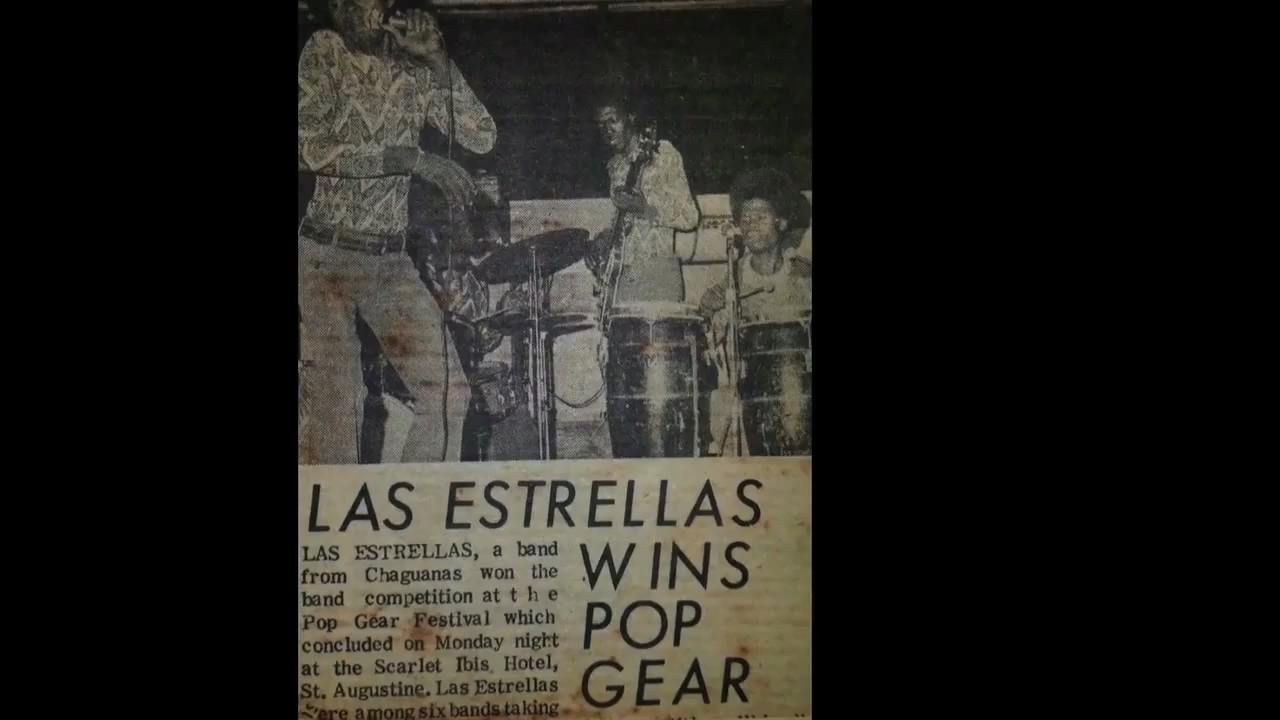 LAS ESTRELLAS
WINS
POP
GEAR
LAS ESTRELLAS, a band
from Chaguanas won the
band competition at t h e
Pop Gear Festival which
concluded on Monday night
at the Scarlet Ibis Hotel,
St. Augustine. Las Estrellas
were among six bands taking